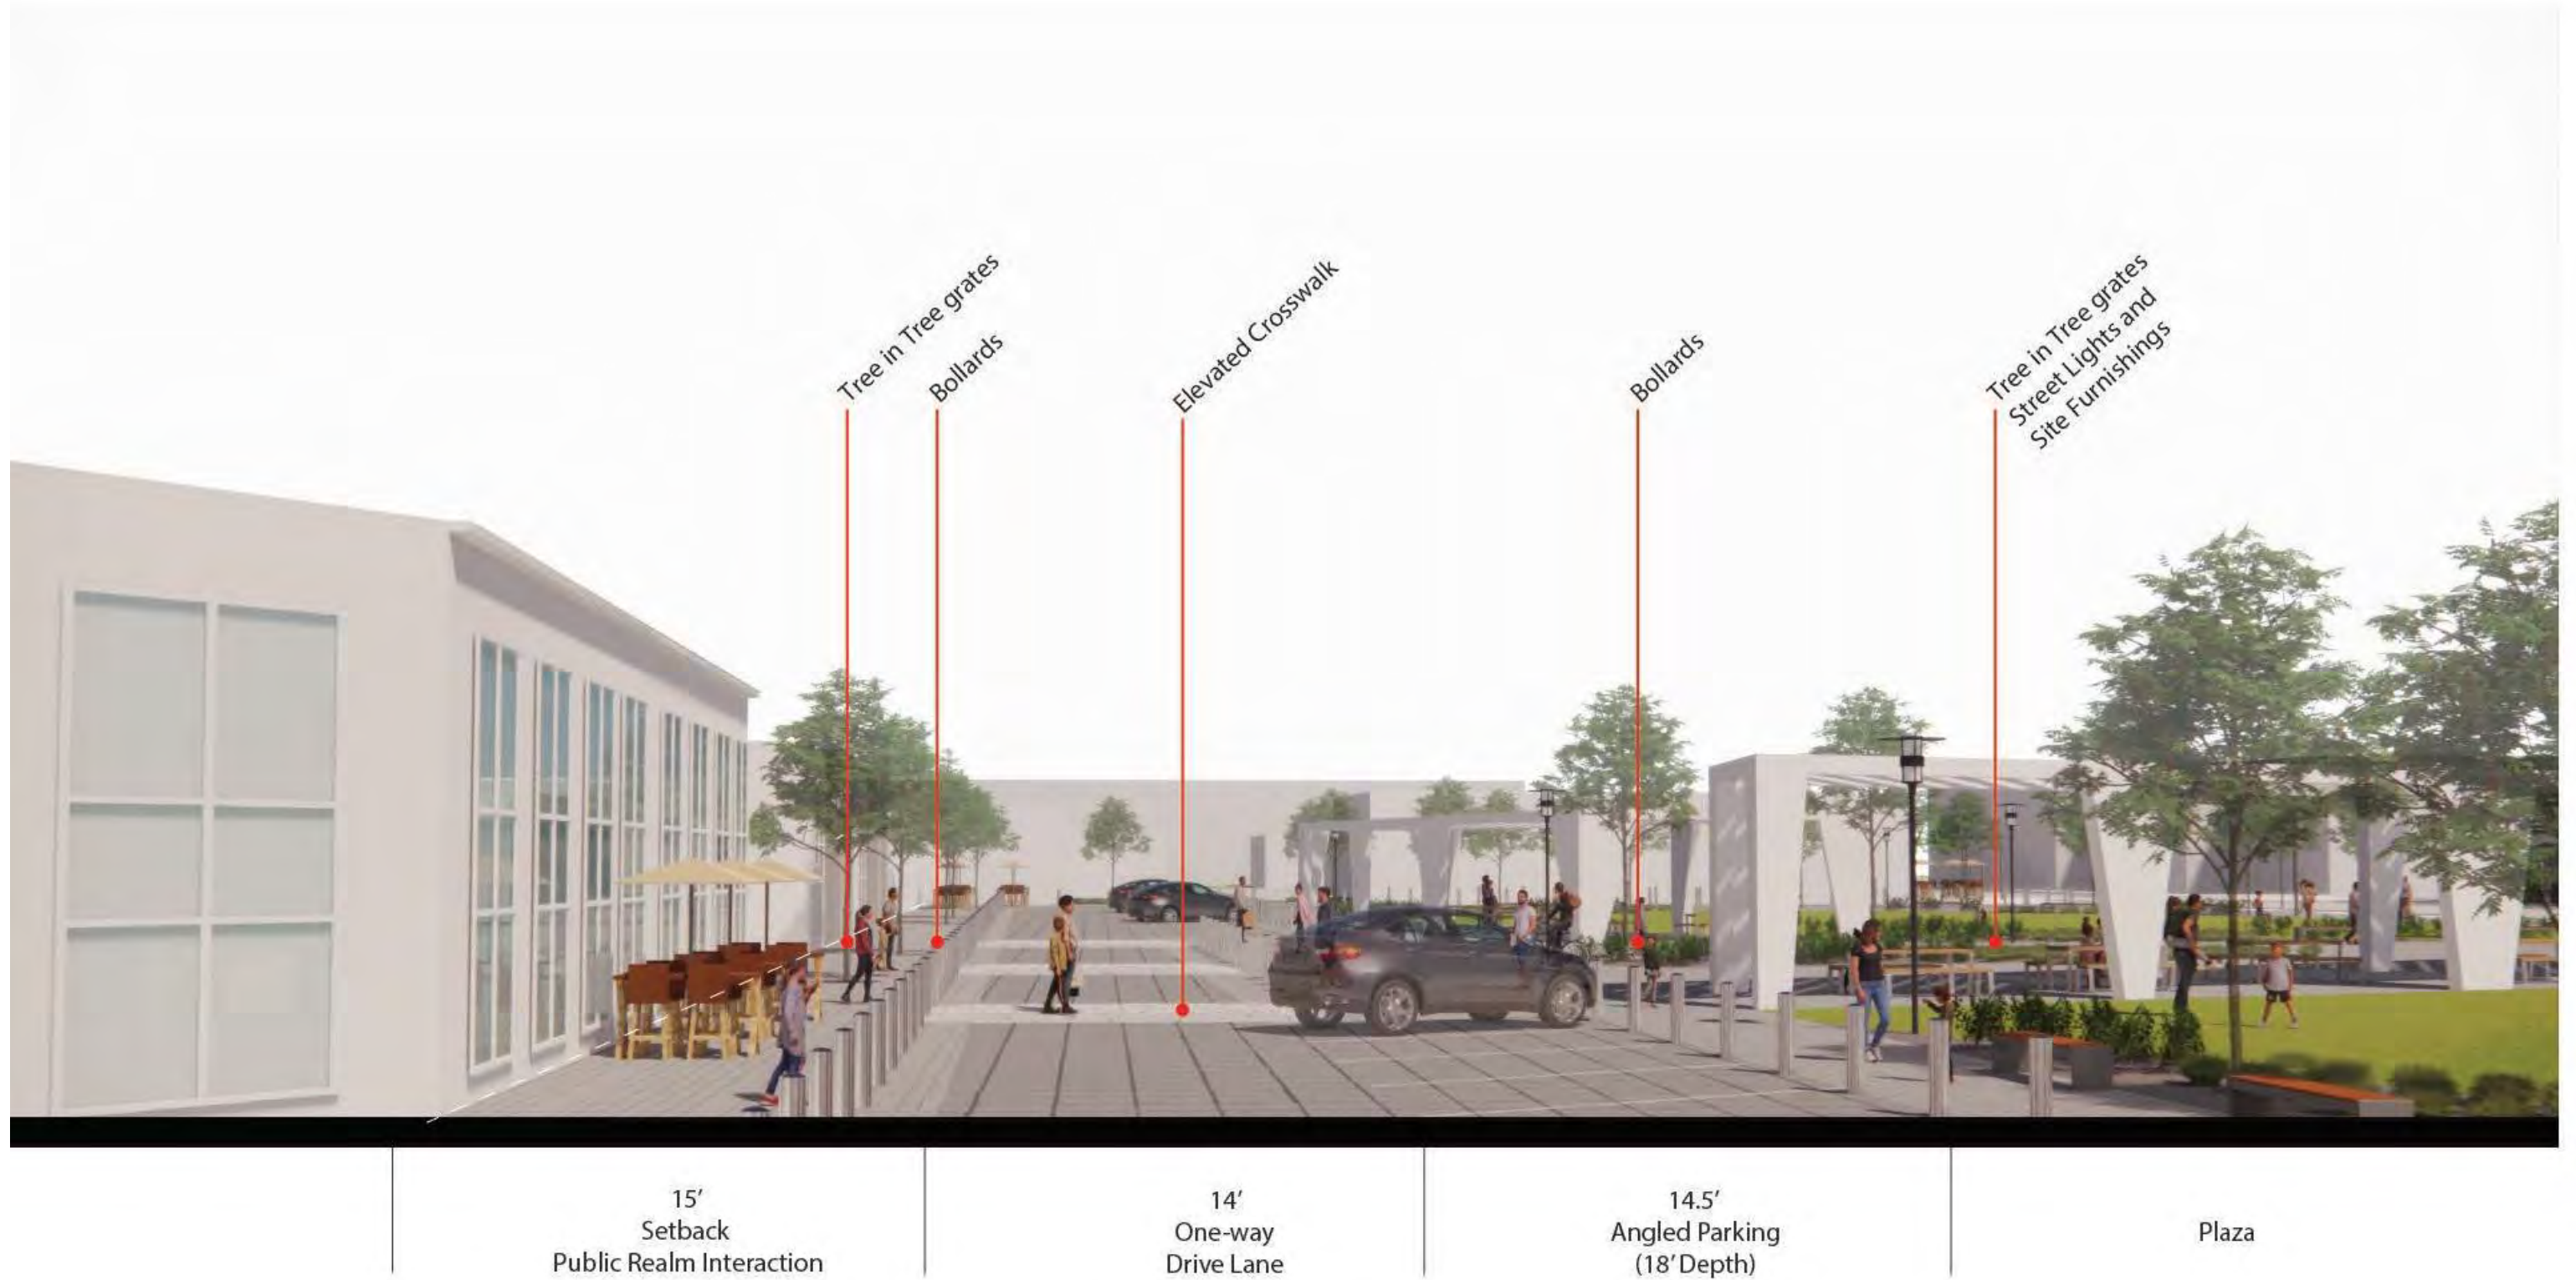 Tree in Tree grates
Bollards
Elevated Crosswalk
Bollards
Tree in Tree grates
Street Lights and
Site Furnishings
15'
Setback
Public Realm Interaction
14'
One-way
Drive Lane
14.5'
Angled Parking
(18' Depth)
Plaza